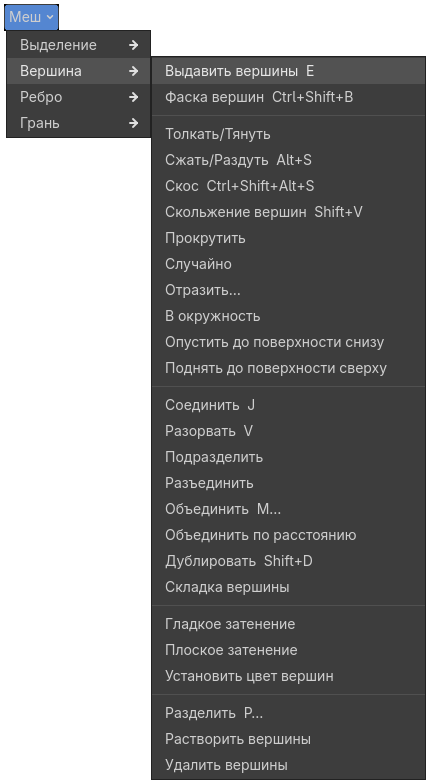 Меш
Выделение
Вершина
Ребро
Грань
Выдавить вершины E
Фаска вершин Ctrl+Shift+B
Толкать/Тянуть
Сжать/Раздуть Alt+S
Скос Ctrl+Shift+Alt+S
Скольжение вершин Shift+V
Прокрутить
Случайно
Отразить...
В окружность
Опустить до поверхности снизу
Поднять до поверхности сверху
Соединить J
Разорвать V
Подразделить
Разъединить
Объединить M...
Объединить по расстоянию
Дублировать Shift+D
Складка вершины
Гладкое затенение
Плоское затенение
Установить цвет вершин
Разделить P...
Растворить вершины
Удалить вершины